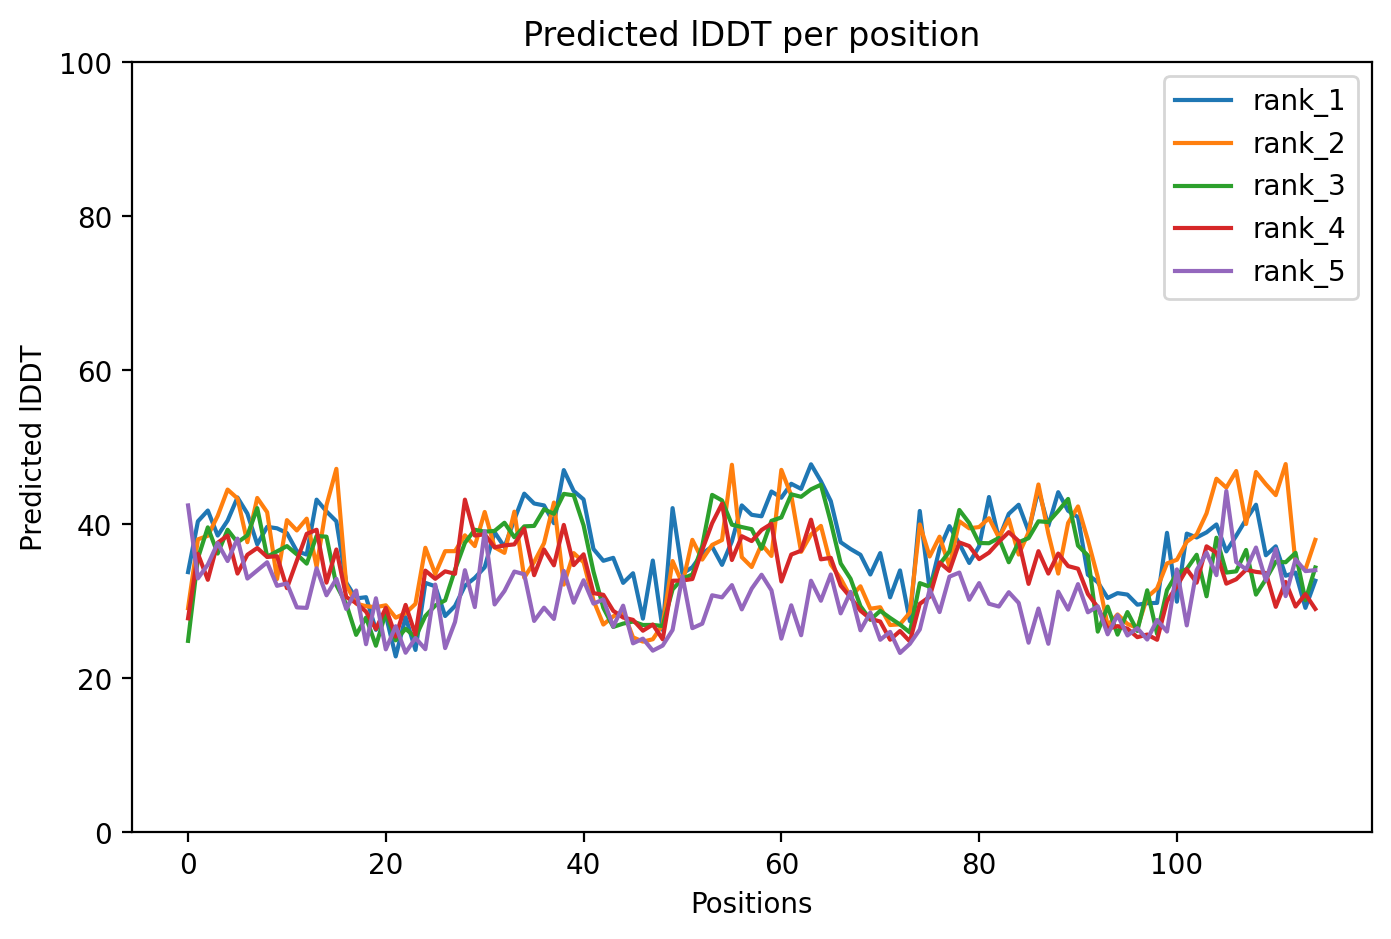 Predicted lDDT per position
100
80
60
40
20
0
Predicted lDDT
0 20 40 60 80 100
Positions
rank_1
rank_2
rank_3
rank_4
rank_5